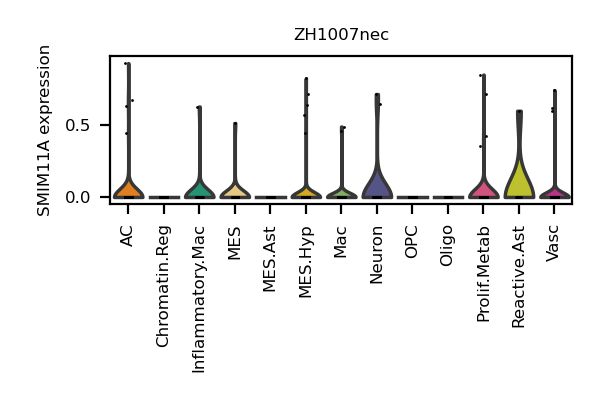 ZH1007nec
SMIM11A expression
0.5
0.0
AC
Chromatin.Reg
Inflammatory.Mac
MES
MES.Ast
MES.Hyp
Mac
Neuron
OPC
Oligo
Prolif.Metab
Reactive.Ast
Vasc